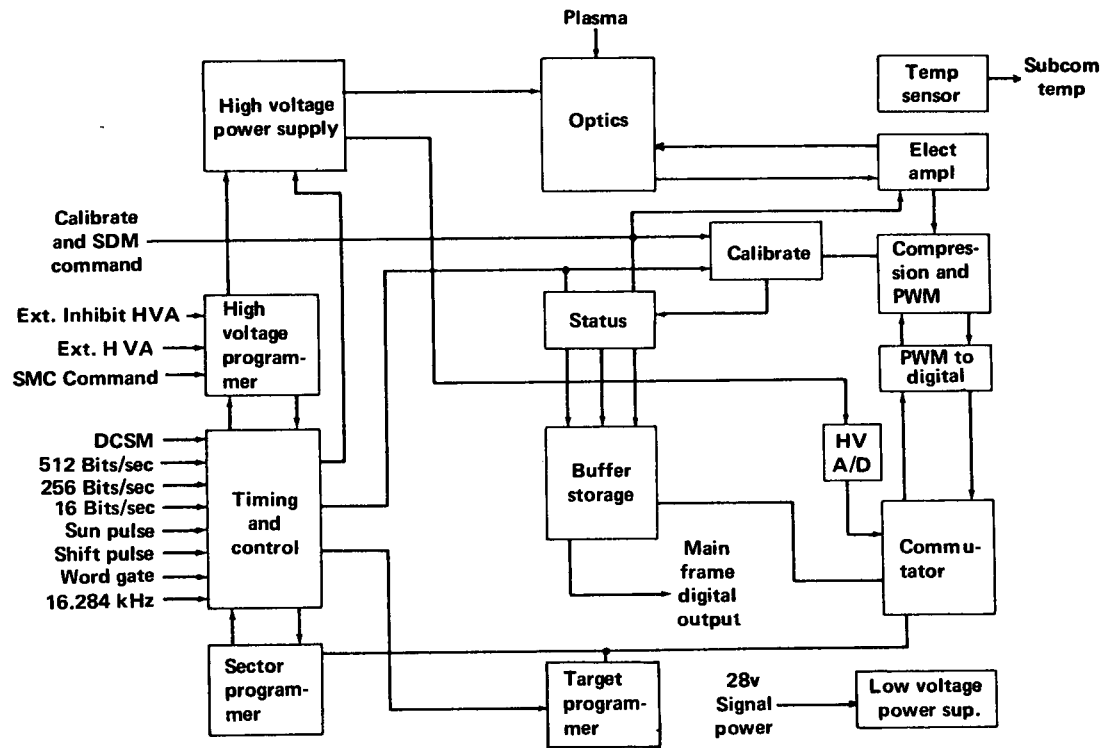 Plasma
High voltage
power supply
Optics
Temp
sensor
Subcom
temp
Elect
ampl
Calibrate
and SDM
command
Calibrate
Compres-
sion and
PWM
Ext. Inhibit HVA
Ext. H VA
SMC Command
High
voltage
program-
mer
Status
PWM to
digital
HV
A/D
DCSM
512 Bits/sec
256 Bits/sec
16 Bits/sec
Sun pulse
Shift pulse
Word gate
16.284 kHz
Timing
and
control
Buffer
storage
Main
frame
digital
output
Commu-
tator
Sector
program-
mer
Target
program-
mer
28v
Signal
power
Low voltage
power sup.